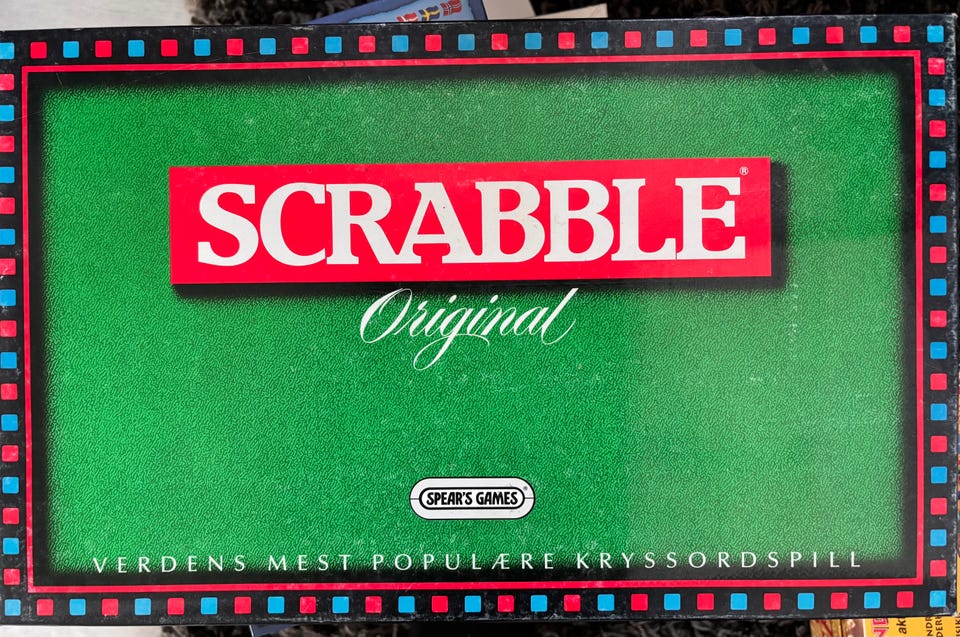 SCRABBLE®
Original
SPEAR'S GAMES®
VERDENS MEST POPULÆRE KRYSSORDSPILL